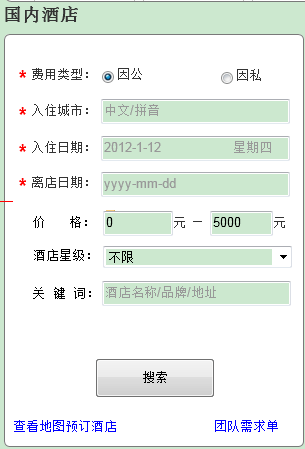 国内酒店
* 费用类型： 因公 因私
* 入住城市： 中文/拼音
* 入住日期： 2012-1-12 星期四
* 离店日期： yyyy-mm-dd
价 格： 0 元 － 5000 元
酒店星级： 不限
关 键 词： 酒店名称/品牌/地址
搜索
查看地图预订酒店 团队需求单